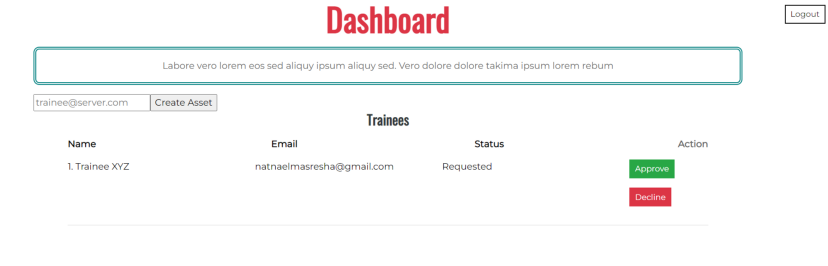 Dashboard
Logout
Labore vero lorem eos sed aliquy ipsum aliquy sed. Vero dolore dolore takima ipsum lorem rebum
trainee@server.com Create Asset
Trainees
Name Email Status Action
1. Trainee XYZ natnaelmasresha@gmail.com Requested Approve
Decline